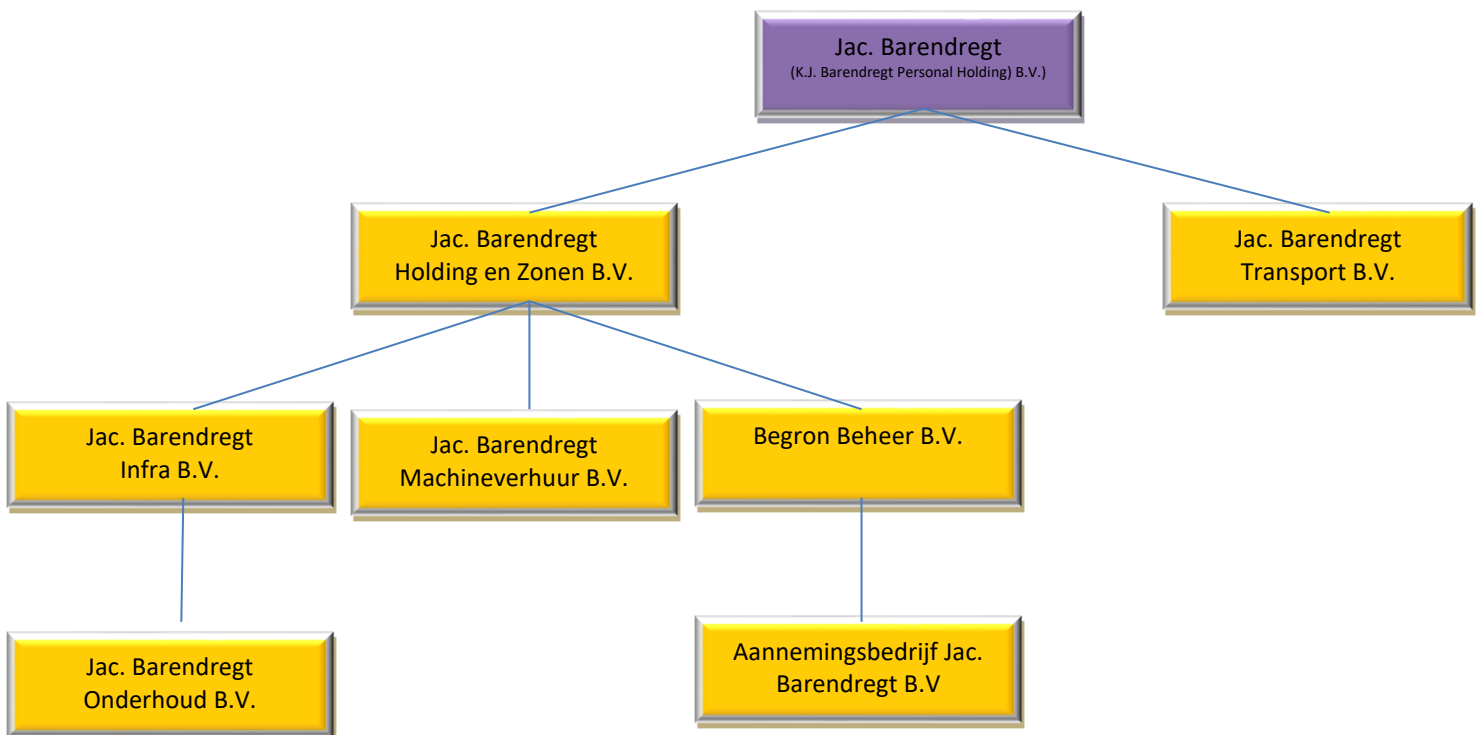 Jac. Barendregt
(K.J. Barendregt Personal Holding) B.V.)
Jac. Barendregt
Holding en Zonen B.V.
Jac. Barendregt
Transport B.V.
Jac. Barendregt
Infra B.V.
Jac. Barendregt
Machineverhuur B.V.
Begron Beheer B.V.
Jac. Barendregt
Onderhoud B.V.
Aannemingsbedrijf Jac.
Barendregt B.V